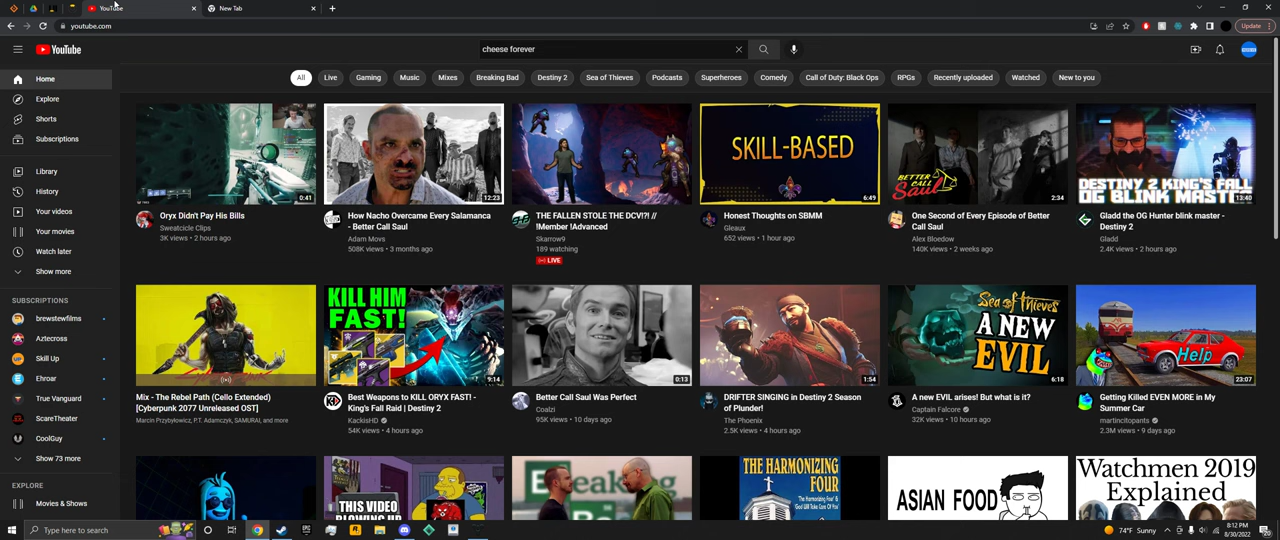 YouTube
New Tab
youtube.com
Update
YouTube
cheese forever
All
Live
Gaming
Music
Mixes
Breaking Bad
Destiny 2
Sea of Thieves
Podcasts
Superheroes
Comedy
Call of Duty: Black Ops
RPGs
Recently uploaded
Watched
New to you
Home
Explore
Shorts
Subscriptions
Library
History
Your videos
Your movies
Watch later
Show more
SUBSCRIPTIONS
brewstewfilms
Aztecross
Skill Up
Ehroar
True Vanguard
ScareTheater
CoolGuy
Show 73 more
EXPLORE
Movies & Shows
0:41
Oryx Didn't Pay His Bills
Sweatcicle Clips
3K views • 2 hours ago
12:23
How Nacho Overcame Every Salamanca
- Better Call Saul
Adam Movs
508K views • 3 months ago
THE FALLEN STOLE THE DCV!?! //
!Member !Advanced
Skarrow9
189 watching
LIVE
SKILL-BASED
6:49
Honest Thoughts on SBMM
Gleaux
652 views • 1 hour ago
BETTER CALL
Saul
2:34
One Second of Every Episode of Better
Call Saul
Alex Bloedow
140K views • 2 weeks ago
DESTINY 2 KING'S FALL
OG BLINK MASTER
13:40
Gladd the OG Hunter blink master -
Destiny 2
Gladd
2.4K views • 2 hours ago
Mix - The Rebel Path (Cello Extended)
[Cyberpunk 2077 Unreleased OST]
Marcin Przybyłowicz, P.T. Adamczyk, SAMURAI, and more
KILL HIM
FAST!
9:14
Best Weapons to KILL ORYX FAST! -
King's Fall Raid | Destiny 2
KackisHD
54K views • 4 hours ago
0:13
Better Call Saul Was Perfect
Coalzi
95K views • 10 days ago
1:54
DRIFTER SINGING in Destiny 2 Season
of Plunder!
The Phoenix
2.5K views • 4 hours ago
Sea of Thieves
A NEW
EVIL
6:18
A new EVIL arises! But what is it?
Captain Falcore
32K views • 10 hours ago
Help
23:07
Getting Killed EVEN MORE in My
Summer Car
martincitopants
2.3M views • 9 days ago
THIS VIDEO
BLOWING UP
Breaking
THE HARMONIZING
FOUR
ASIAN FOOD
Watchmen 2019
Explained
Type here to search
74°F Sunny
8:12 PM
8/30/2022